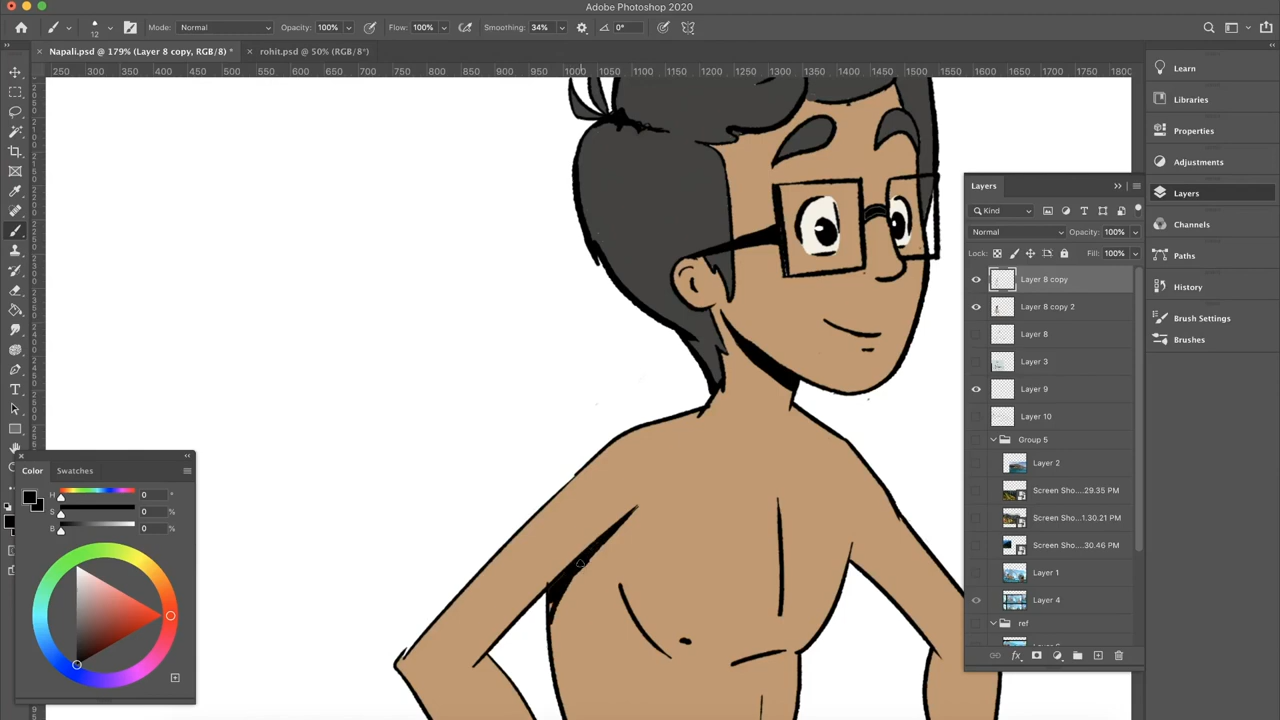 Adobe Photoshop 2020
12 Mode: Normal Opacity: 100% Flow: 100% Smoothing: 34% 0°
× Napali.psd @ 179% (Layer 8 copy, RGB/8) * × rohit.psd @ 50% (RGB/8*)
250 300 350 400 450 500 550 600 650 700 750 800 850 900 950 1000 1050 1100 1150 1200 1250 1300 1350 1400 1450 1500 1550 1600 1650 1700 1750 1800
Learn
Libraries
Properties
Adjustments
Layers
Channels
Paths
History
Brush Settings
Brushes
Layers
Kind
Normal Opacity: 100%
Lock: Fill: 100%
Layer 8 copy
Layer 8 copy 2
Layer 8
Layer 3
Layer 9
Layer 10
Group 5
Layer 2
Screen Sho...29.35 PM
Screen Sho...1.30.21 PM
Screen Sho....30.46 PM
Layer 1
Layer 4
ref
fx
Color Swatches
H 0 °
S 0 %
B 0 %